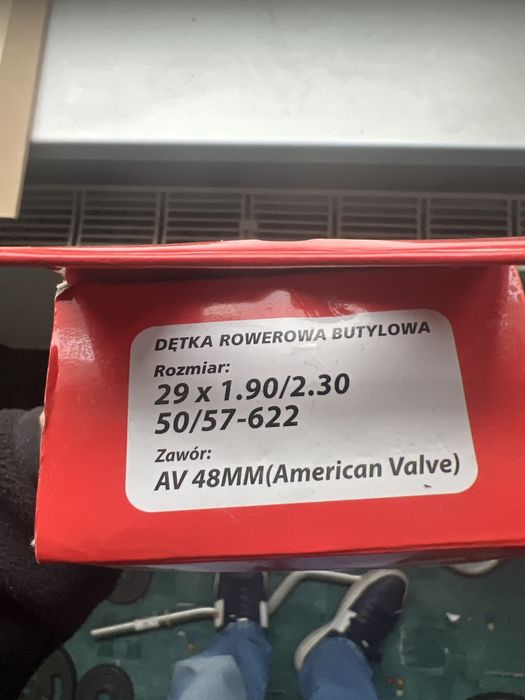 DĘTKA ROWEROWA BUTYLOWA
Rozmiar:
29 x 1.90/2.30
50/57-622
Zawór:
AV 48MM(American Valve)